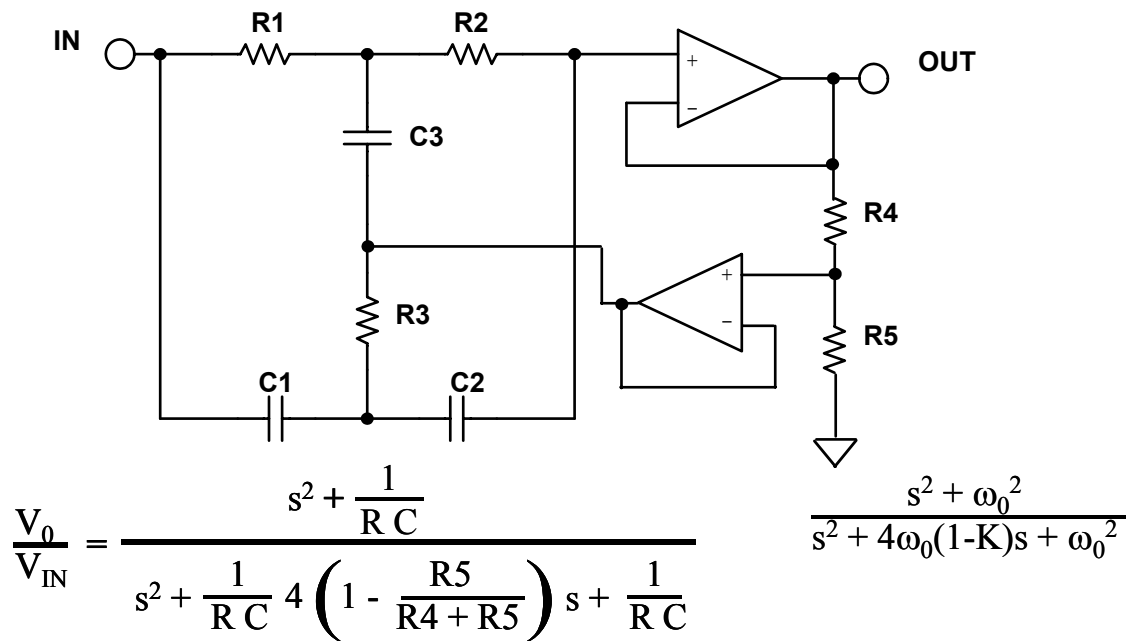 IN
R1
R2
+
−
OUT
C3
R4
R3
+
−
R5
C1
C2
V₀/V_IN = (s² + 1/(R C)) / (s² + 1/(R C) 4 (1 - R5/(R4 + R5)) s + 1/(R C))
(s² + ω₀²) / (s² + 4ω₀(1-K)s + ω₀²)